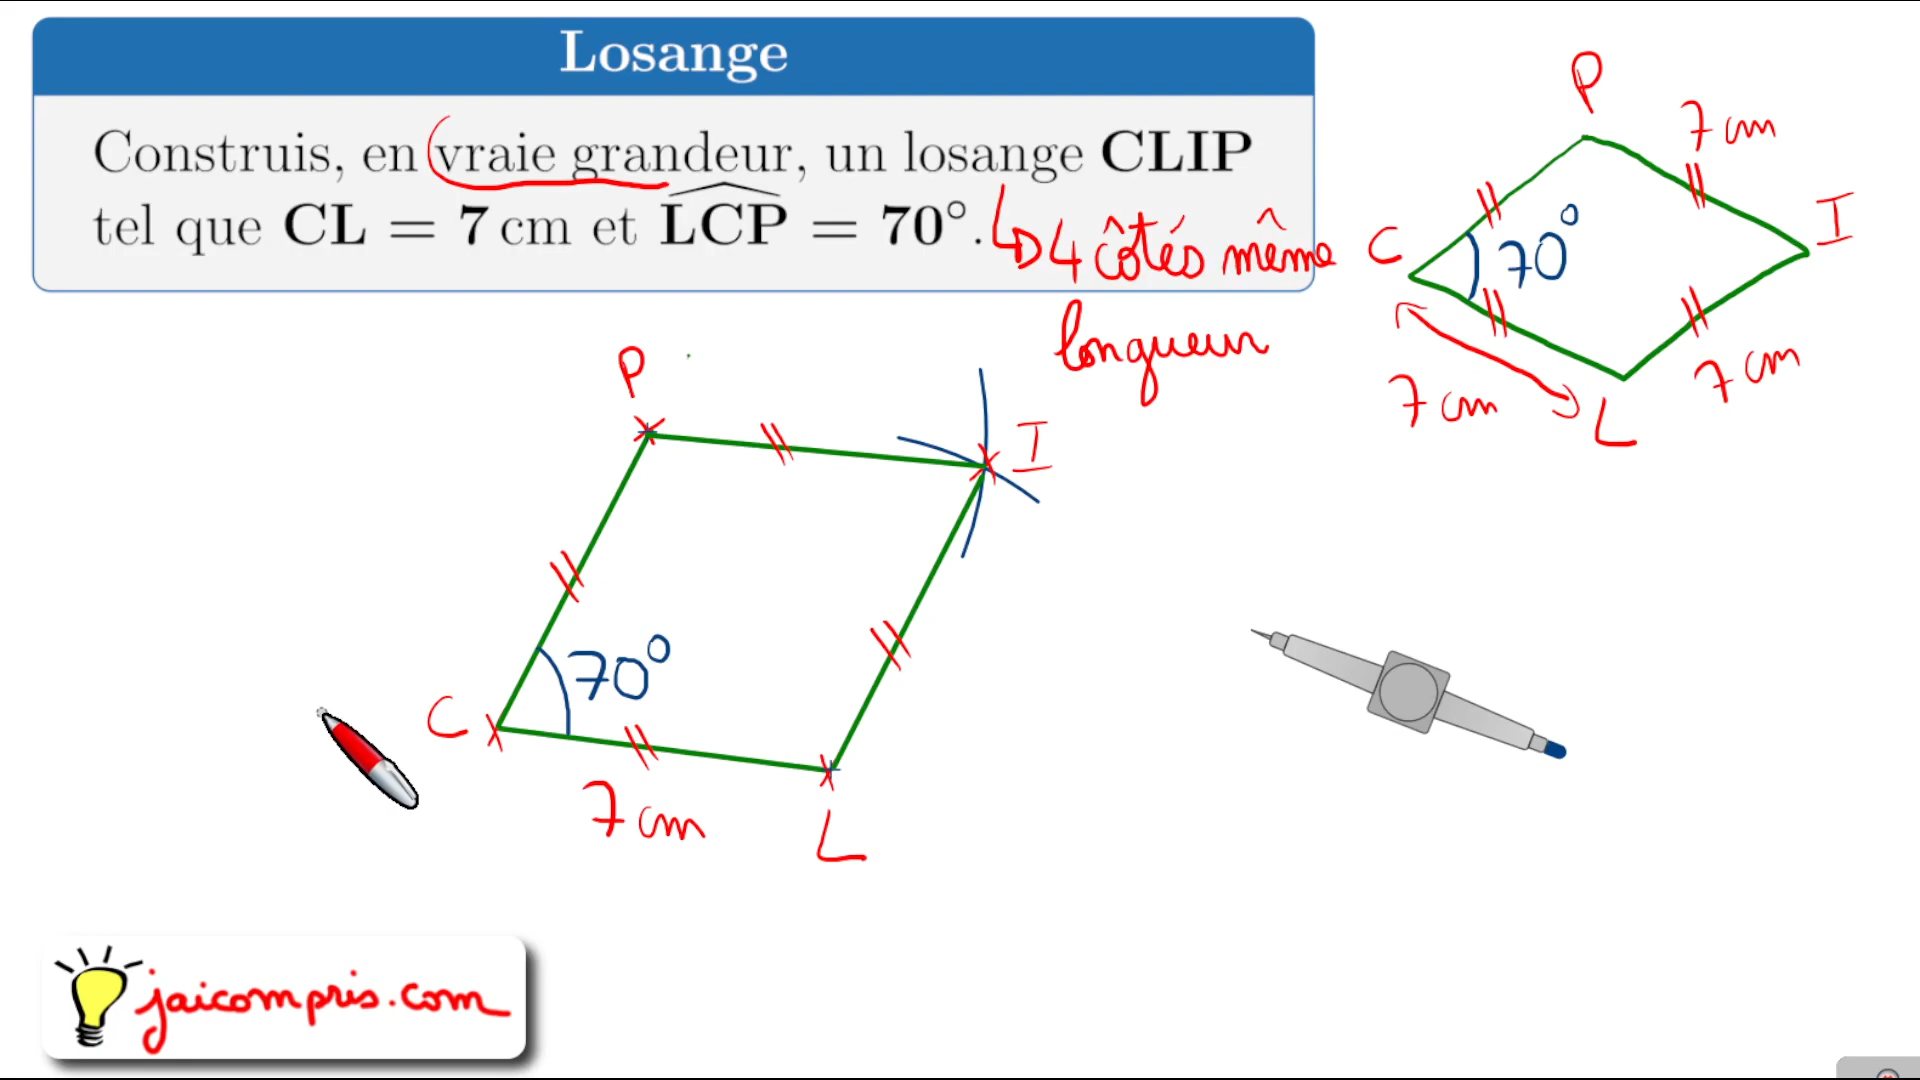 Losange
Construis, en vraie grandeur, un losange CLIP
tel que CL = 7 cm et LCP = 70°.
4 côtés même
longueur
P
7 cm
I
C
70°
7 cm
7 cm
L
P
I
70°
C
7 cm
L
jaicompris.com